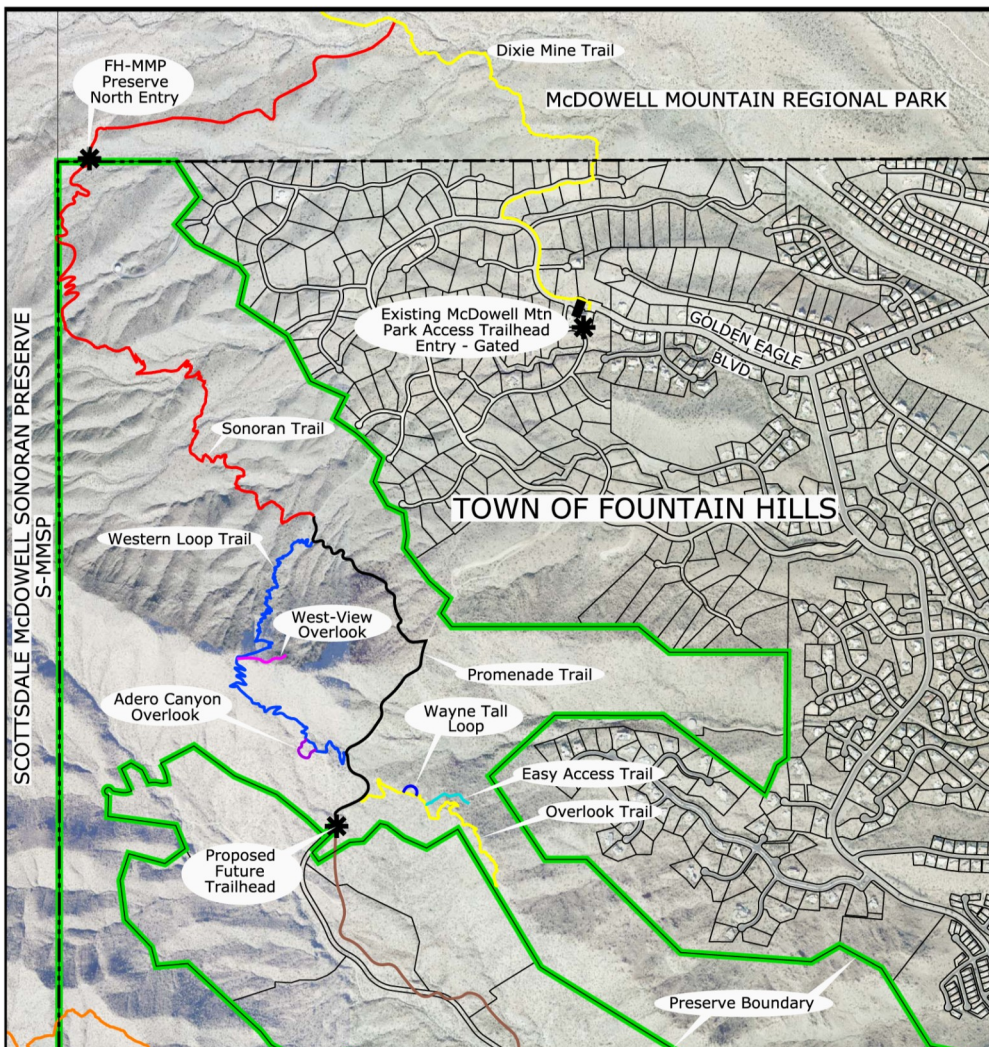 Dixie Mine Trail
FH-MMP
Preserve
North Entry
McDOWELL MOUNTAIN REGIONAL PARK
Existing McDowell Mtn
Park Access Trailhead
Entry - Gated
GOLDEN EAGLE
BLVD
SCOTTSDALE McDOWELL SONORAN PRESERVE
S-MMSP
Sonoran Trail
TOWN OF FOUNTAIN HILLS
Western Loop Trail
West-View
Overlook
Promenade Trail
Adero Canyon
Overlook
Wayne Tall
Loop
Easy Access Trail
Overlook Trail
Proposed
Future
Trailhead
Preserve Boundary